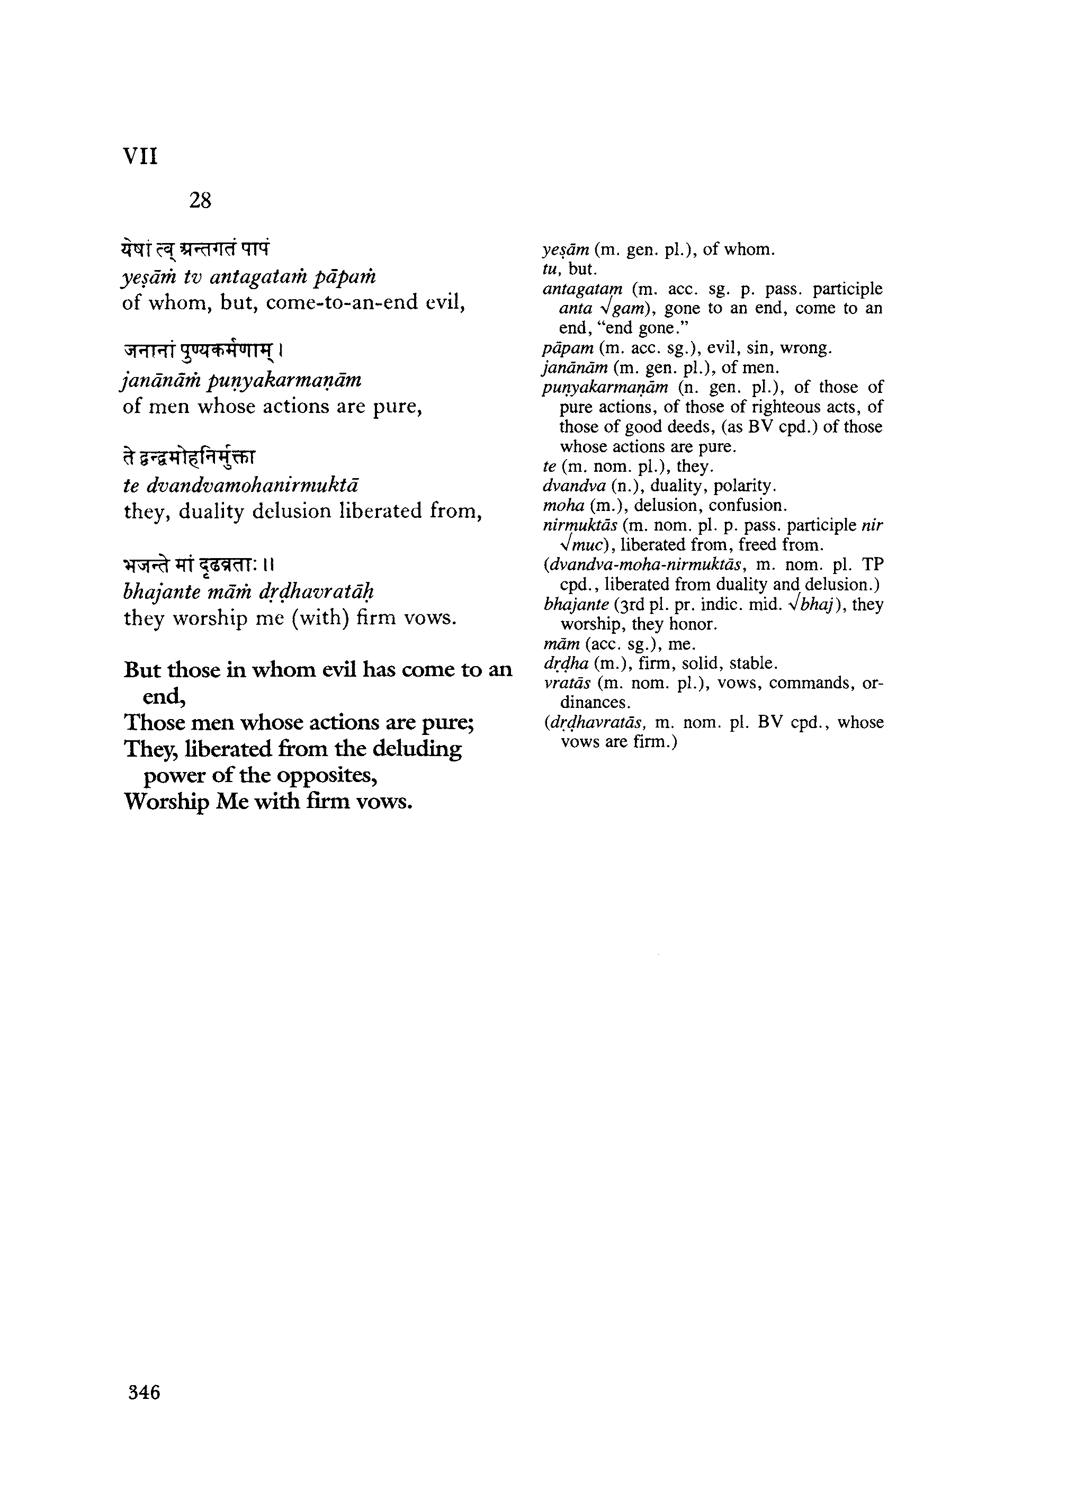 VII
28
येषां त्व् अन्तगतं पापं
yeṣāṁ tv antagataṁ pāpaṁ
of whom, but, come-to-an-end evil,
जनानां पुण्यकर्मणाम् ।
janānāṁ puṇyakarmaṇām
of men whose actions are pure,
ते द्वन्द्वमोहनिर्मुक्ता
te dvandvamohanirmuktā
they, duality delusion liberated from,
भजन्ते मां दृढव्रताः ॥
bhajante māṁ dṛḍhavratāḥ
they worship me (with) firm vows.
But those in whom evil has come to an
end,
Those men whose actions are pure;
They, liberated from the deluding
power of the opposites,
Worship Me with firm vows.
yeṣām (m. gen. pl.), of whom.
tu, but.
antagatam (m. acc. sg. p. pass. participle
anta √gam), gone to an end, come to an
end, “end gone.”
pāpam (m. acc. sg.), evil, sin, wrong.
janānām (m. gen. pl.), of men.
puṇyakarmaṇām (n. gen. pl.), of those of
pure actions, of those of righteous acts, of
those of good deeds, (as BV cpd.) of those
whose actions are pure.
te (m. nom. pl.), they.
dvandva (n.), duality, polarity.
moha (m.), delusion, confusion.
nirmuktās (m. nom. pl. p. pass. participle nir
√muc), liberated from, freed from.
(dvandva-moha-nirmuktās, m. nom. pl. TP
cpd., liberated from duality and delusion.)
bhajante (3rd pl. pr. indic. mid. √bhaj), they
worship, they honor.
mām (acc. sg.), me.
dṛḍha (m.), firm, solid, stable.
vratās (m. nom. pl.), vows, commands, or-
dinances.
(dṛḍhavratās, m. nom. pl. BV cpd., whose
vows are firm.)
346